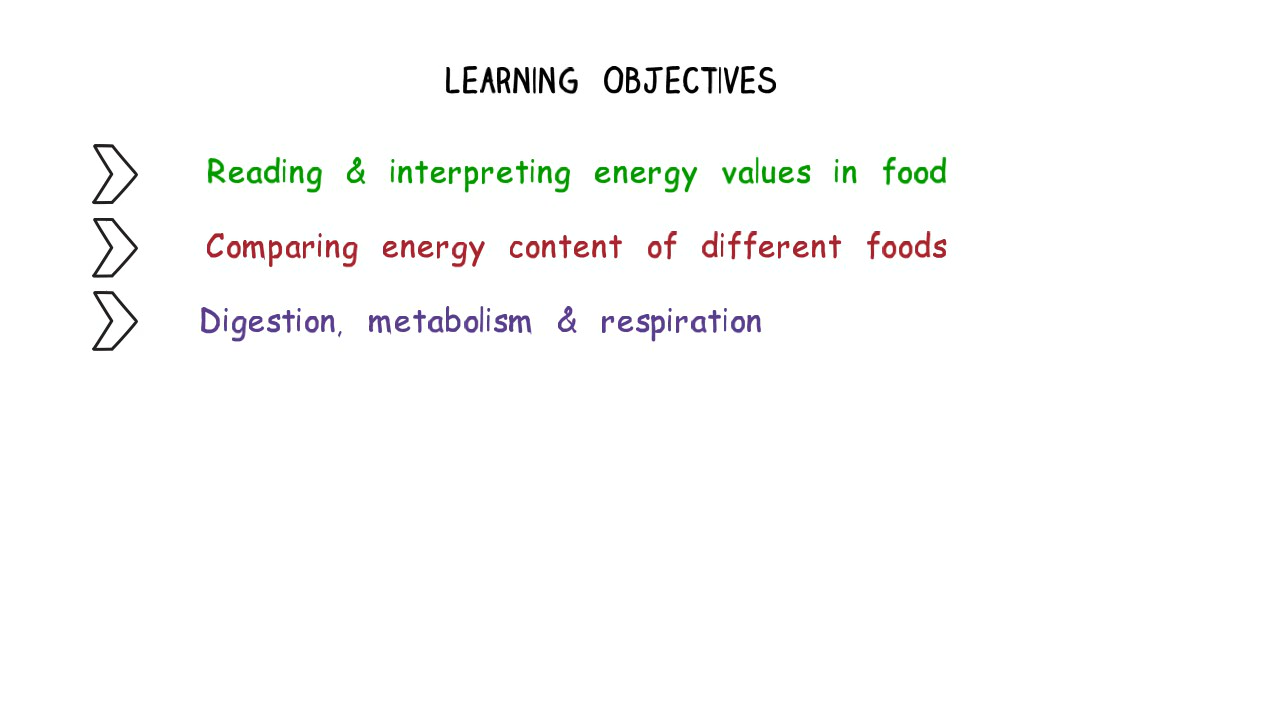 LEARNING OBJECTIVES
Reading & interpreting energy values in food
Comparing energy content of different foods
Digestion, metabolism & respiration